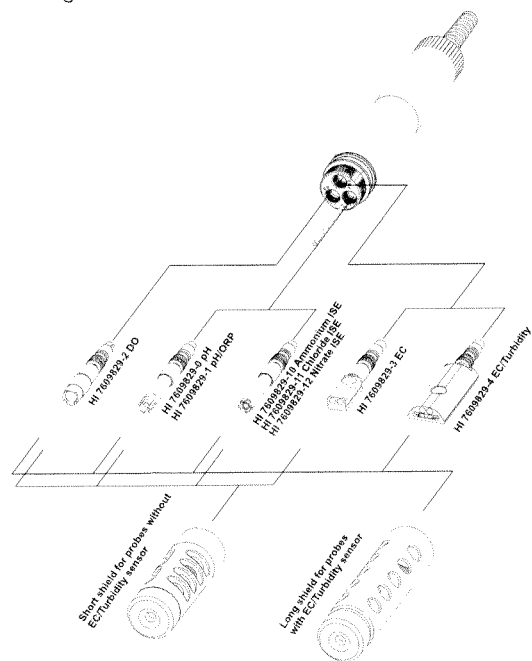 HI 7609829-2 DO
HI 7609829-0 pH
HI 7609829-1 pH/ORP
HI 7609829-10 Ammonium ISE
HI 7609829-11 Chloride ISE
HI 7609829-12 Nitrate ISE
HI 7609829-3 EC
HI 7609829-4 EC/Turbidity
Short shield for probes without
EC/Turbidity sensor
Long shield for probes
with EC/Turbidity sensor